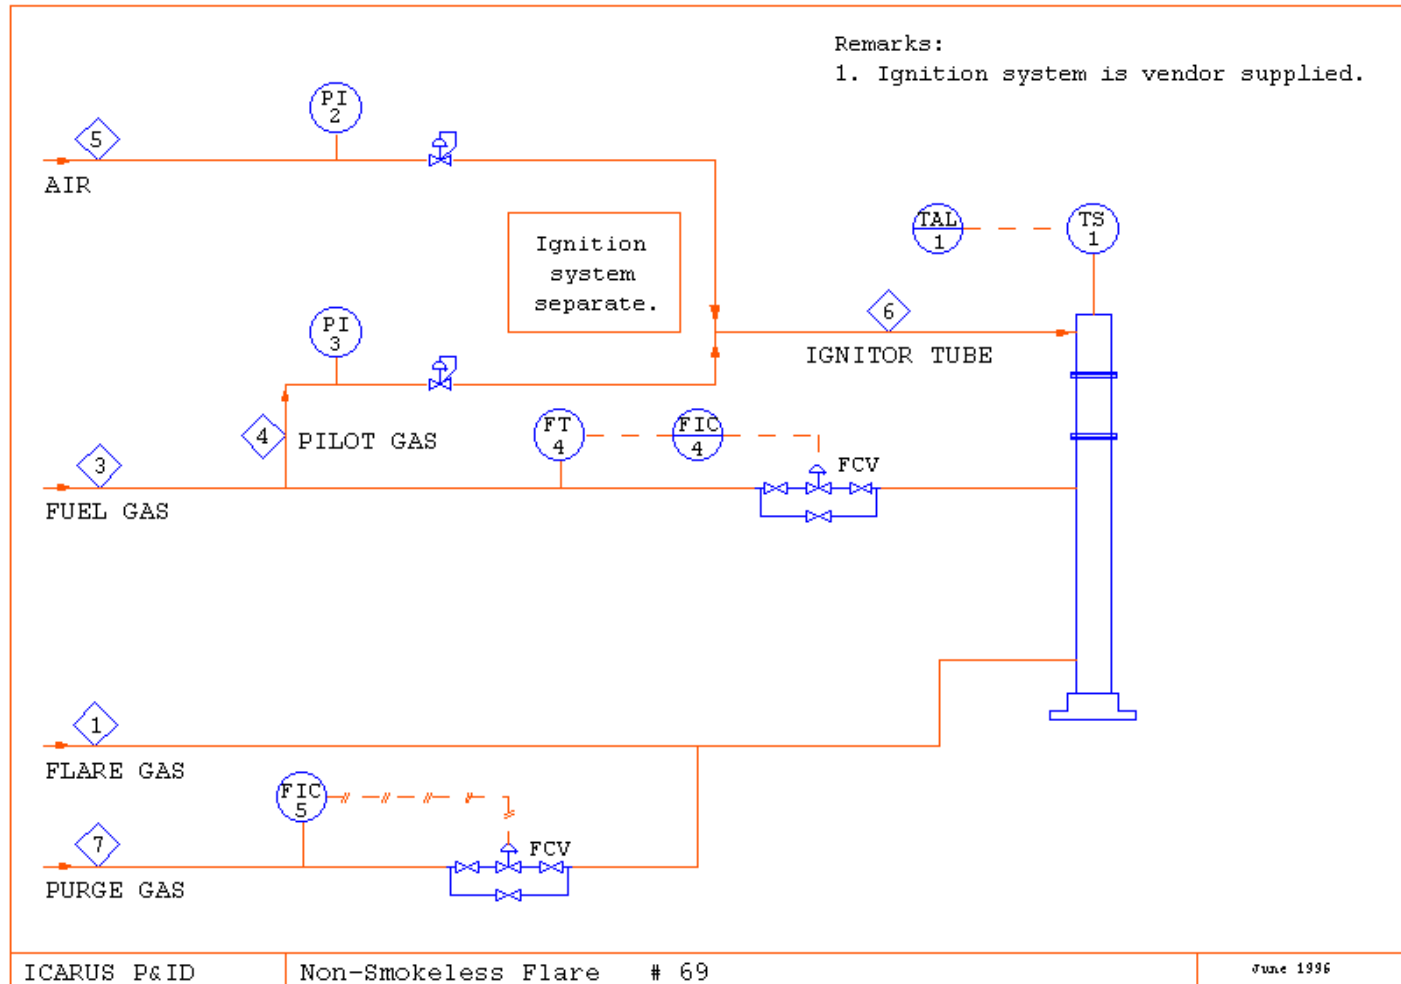 Remarks:
1. Ignition system is vendor supplied.
PI
2
5
AIR
Ignition
system
separate.
TAL
1
TS
1
PI
3
6
IGNITOR TUBE
4
PILOT GAS
FT
4
FIC
4
FCV
3
FUEL GAS
1
FLARE GAS
FIC
5
FCV
7
PURGE GAS
ICARUS P&ID
Non-Smokeless Flare # 69
June 1996